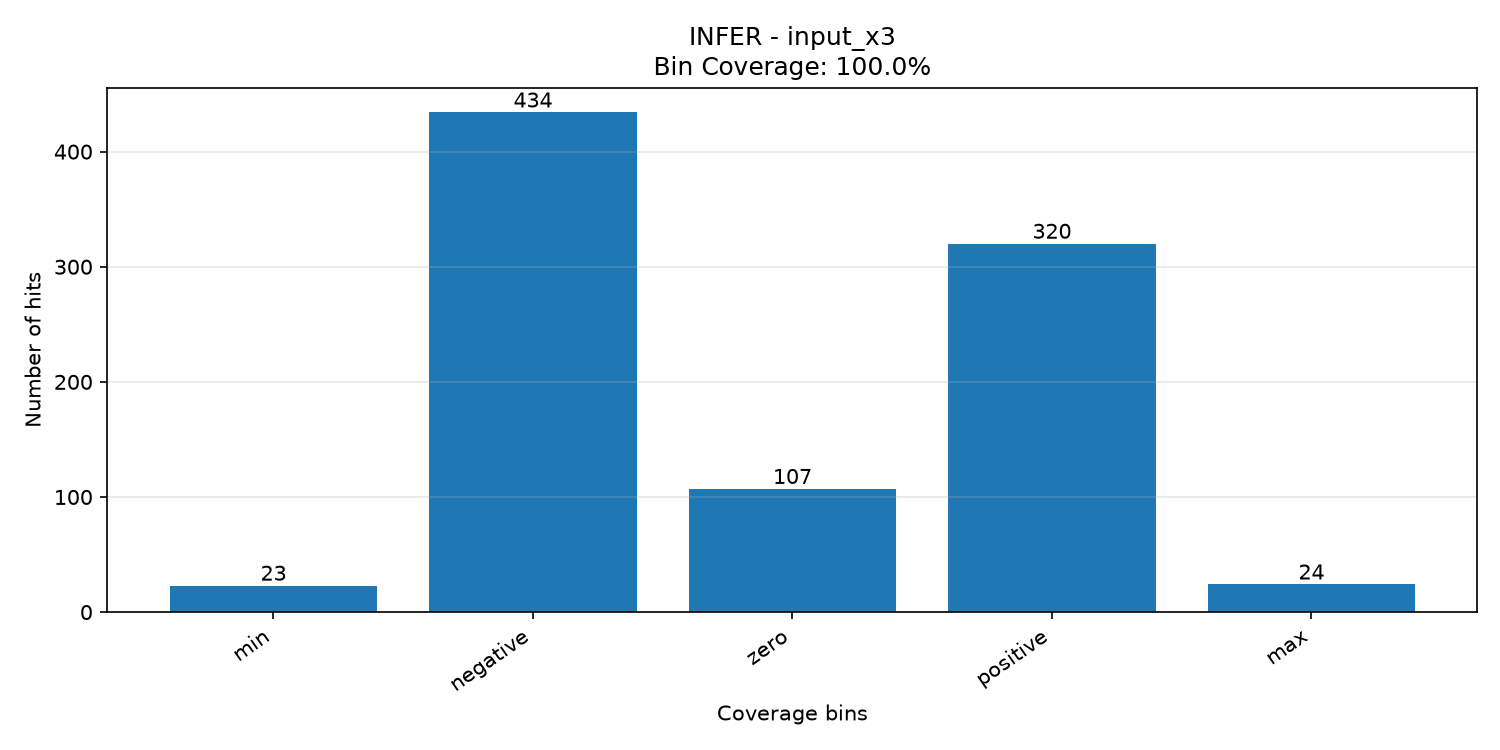 INFER - input_x3
Bin Coverage: 100.0%
434
400
320
300
Number of hits
200
107
100
23
24
0
min
negative
zero
positive
max
Coverage bins